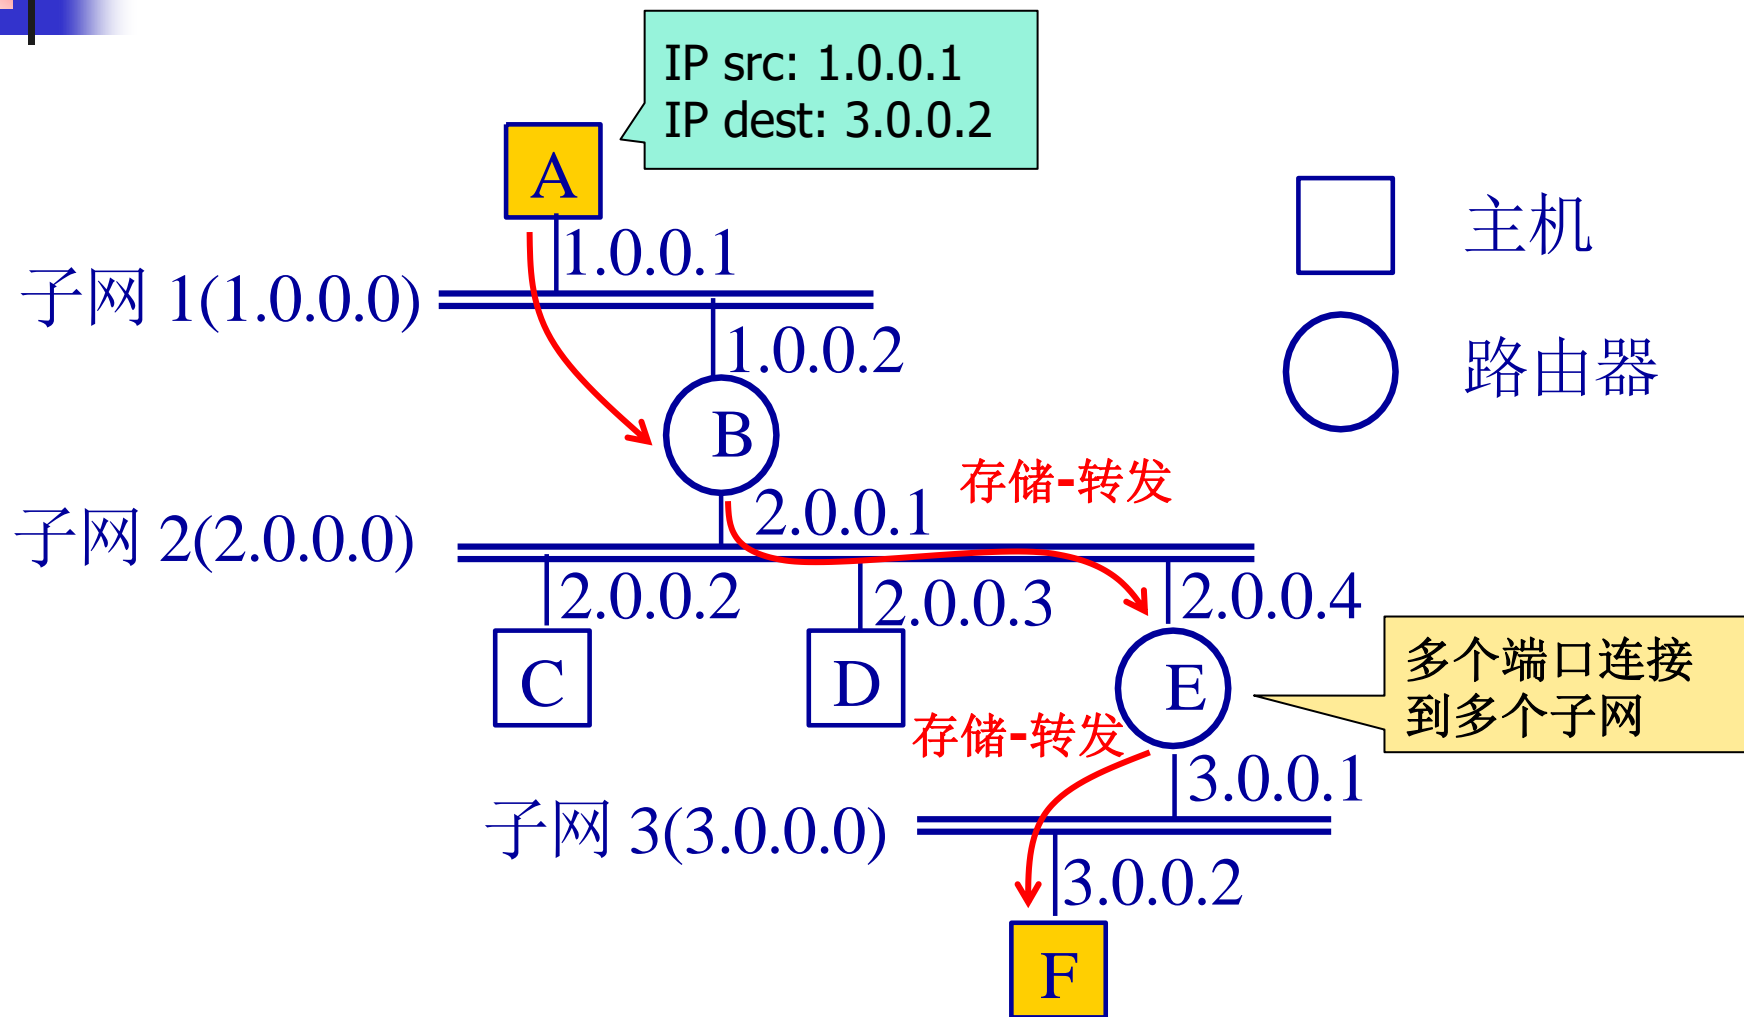 IP src: 1.0.0.1
IP dest: 3.0.0.2
A
1.0.0.1
主机
子网 1(1.0.0.0)
1.0.0.2
路由器
B
存储-转发
2.0.0.1
子网 2(2.0.0.0)
2.0.0.2
2.0.0.3
2.0.0.4
C
D
E
多个端口连接
到多个子网
存储-转发
3.0.0.1
子网 3(3.0.0.0)
3.0.0.2
F